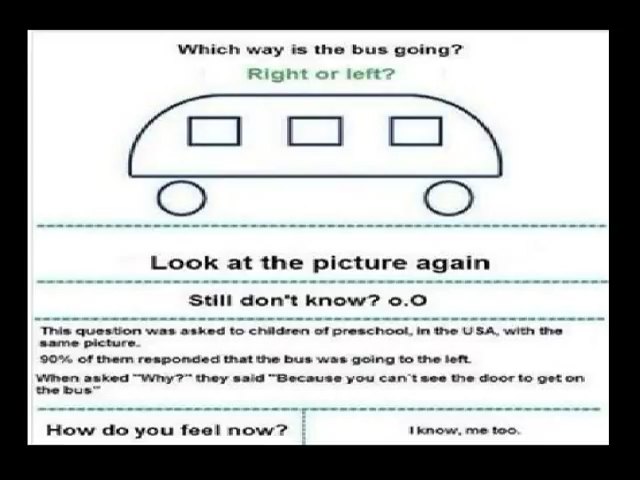 Which way is the bus going?
Right or left?
Look at the picture again
Still don't know? o.O
This question was asked to children of preschool, in the USA, with the
same picture.
90% of them responded that the bus was going to the left.
When asked "Why?" they said "Because you can`t see the door to get on
the bus"
How do you feel now?
I know, me too.